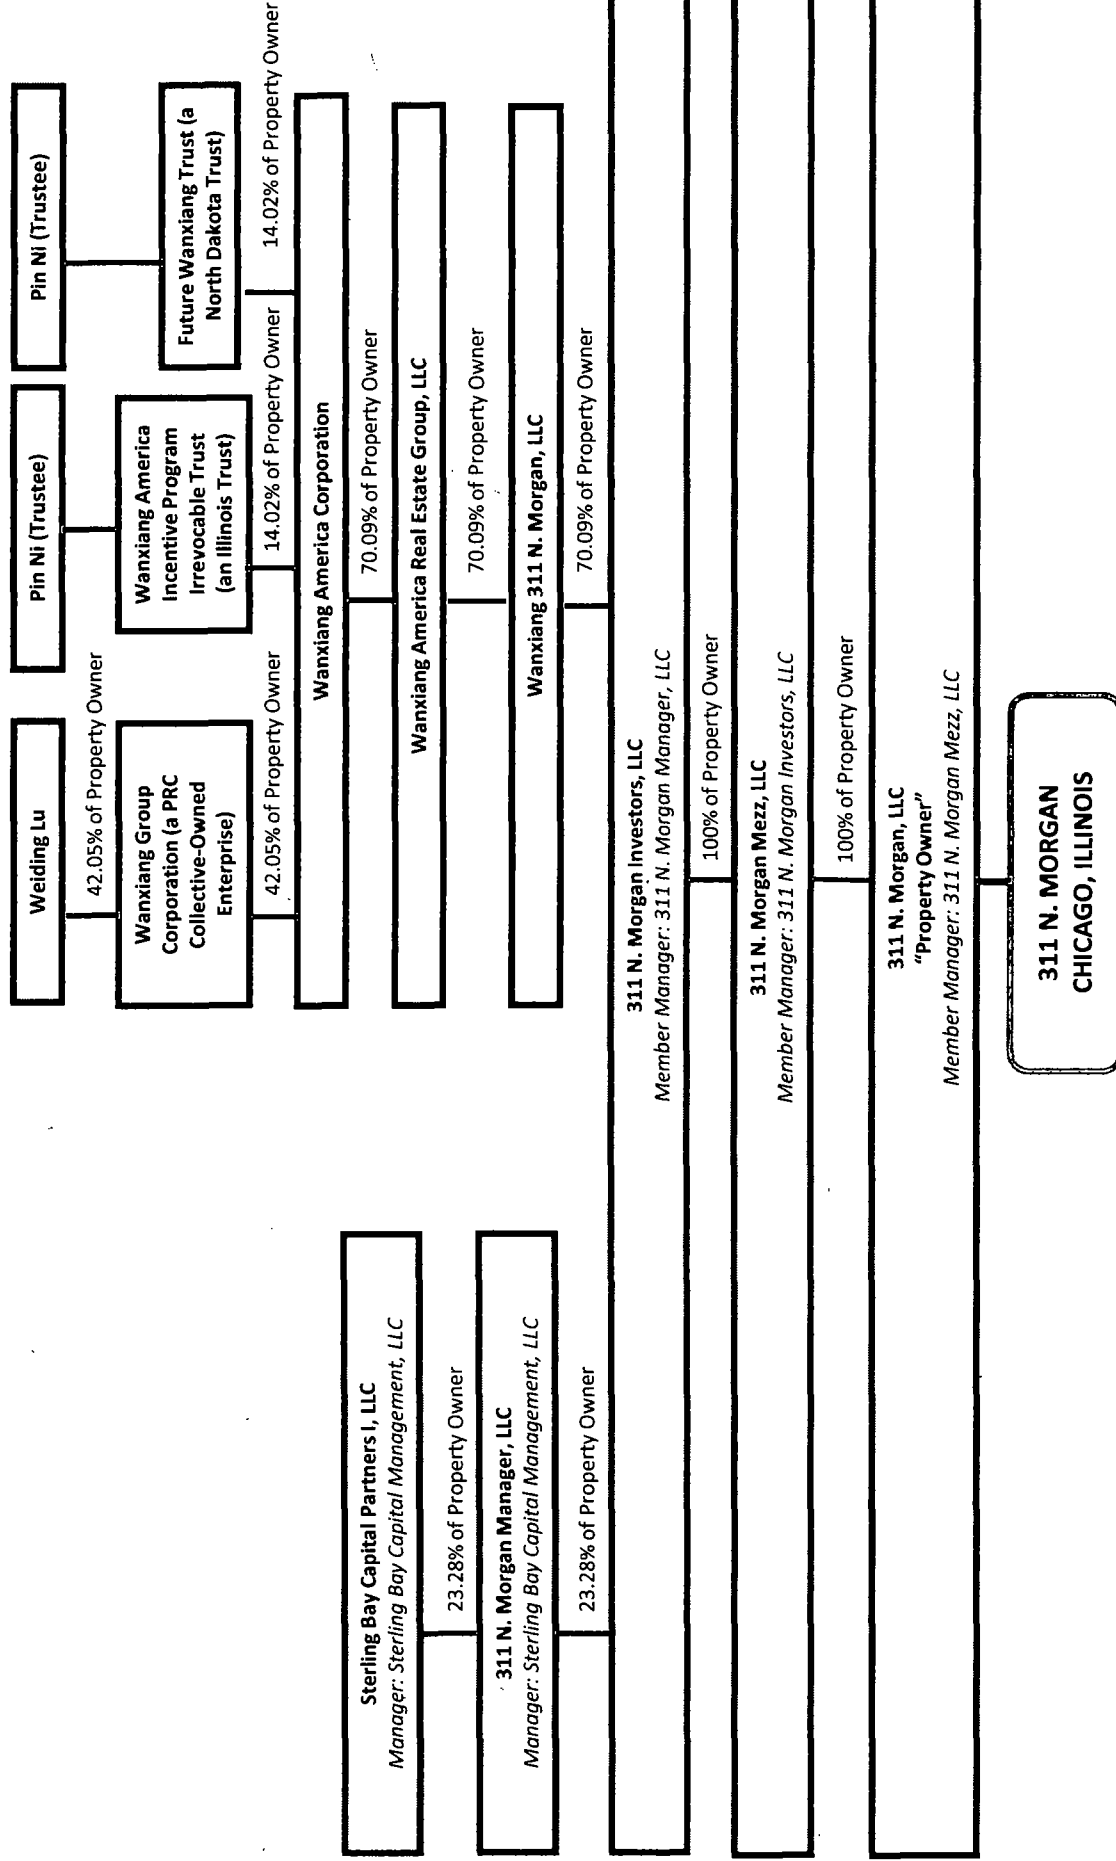 Weiding Lu
Pin Ni (Trustee)
Pin Ni (Trustee)
42.05% of Property Owner
Wanxiang Group
Corporation (a PRC
Collective-Owned
Enterprise)
Wanxiang America
Incentive Program
Irrevocable Trust
(an Illinois Trust)
Future Wanxiang Trust (a
North Dakota Trust)
42.05% of Property Owner
14.02% of Property Owner
14.02% of Property Owner
Wanxiang America Corporation
70.09% of Property Owner
Wanxiang America Real Estate Group, LLC
70.09% of Property Owner
Wanxiang 311 N. Morgan, LLC
70.09% of Property Owner
Sterling Bay Capital Partners I, LLC
Manager: Sterling Bay Capital Management, LLC
23.28% of Property Owner
311 N. Morgan Manager, LLC
Manager: Sterling Bay Capital Management, LLC
23.28% of Property Owner
311 N. Morgan Investors, LLC
Member Manager: 311 N. Morgan Manager, LLC
100% of Property Owner
311 N. Morgan Mezz, LLC
Member Manager: 311 N. Morgan Investors, LLC
100% of Property Owner
311 N. Morgan, LLC
"Property Owner"
Member Manager: 311 N. Morgan Mezz, LLC
311 N. MORGAN
CHICAGO, ILLINOIS